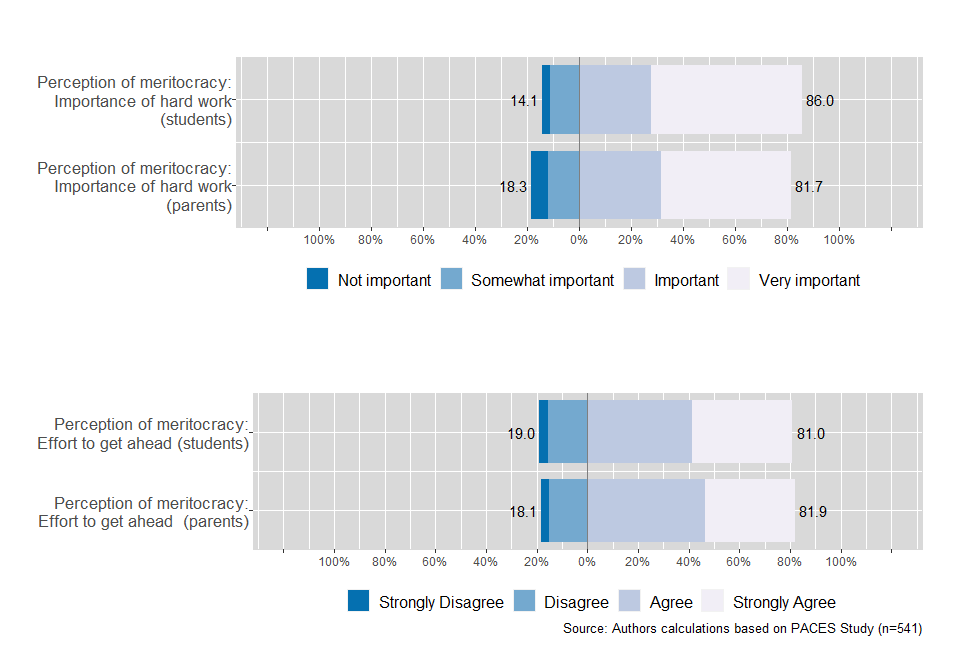 Perception of meritocracy:
Importance of hard work
(students)
14.1
86.0
Perception of meritocracy:
Importance of hard work
(parents)
18.3
81.7
100% 80% 60% 40% 20% 0% 20% 40% 60% 80% 100%
Not important Somewhat important Important Very important
Perception of meritocracy:
Effort to get ahead (students)
19.0
81.0
Perception of meritocracy:
Effort to get ahead  (parents)
18.1
81.9
100% 80% 60% 40% 20% 0% 20% 40% 60% 80% 100%
Strongly Disagree Disagree Agree Strongly Agree
Source: Authors calculations based on PACES Study (n=541)